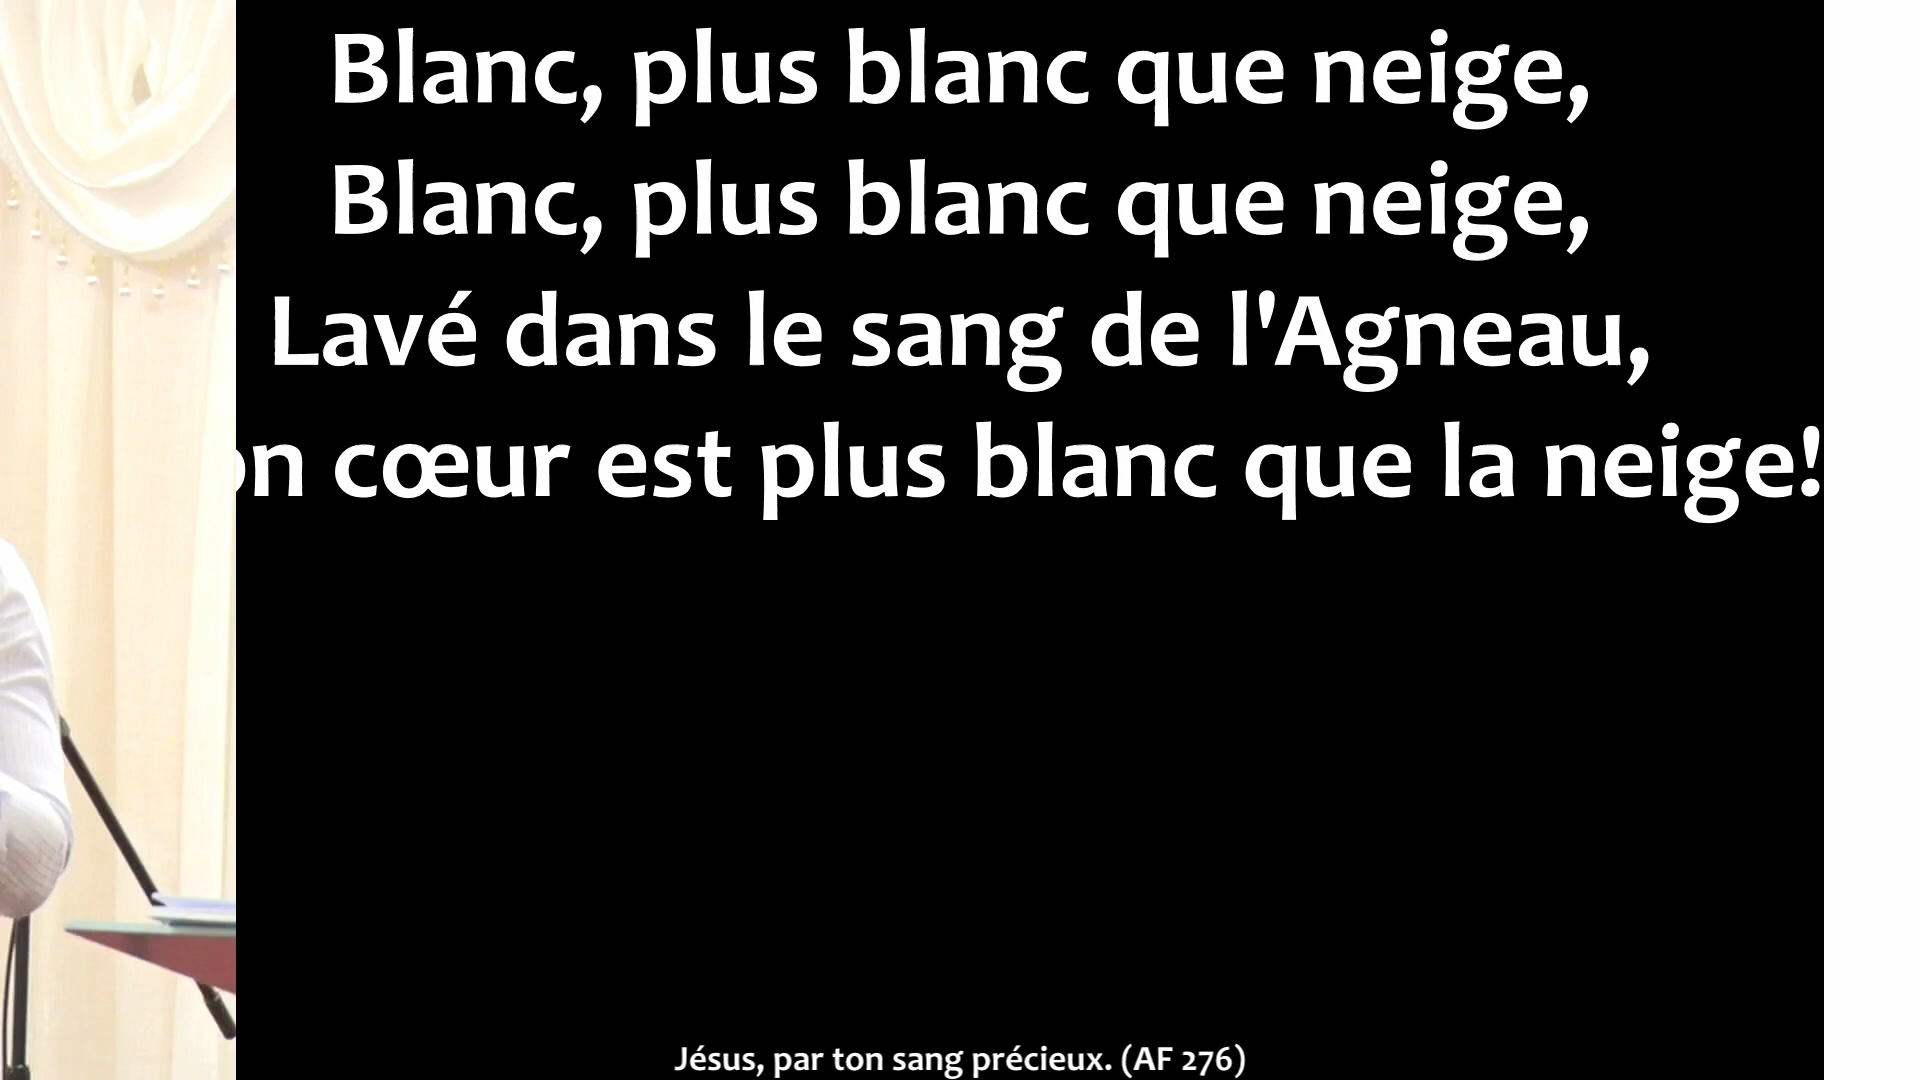 Blanc, plus blanc que neige,
Blanc, plus blanc que neige,
Lavé dans le sang de l'Agneau,
cœur est plus blanc que la neige!
Jésus, par ton sang précieux. (AF 276)